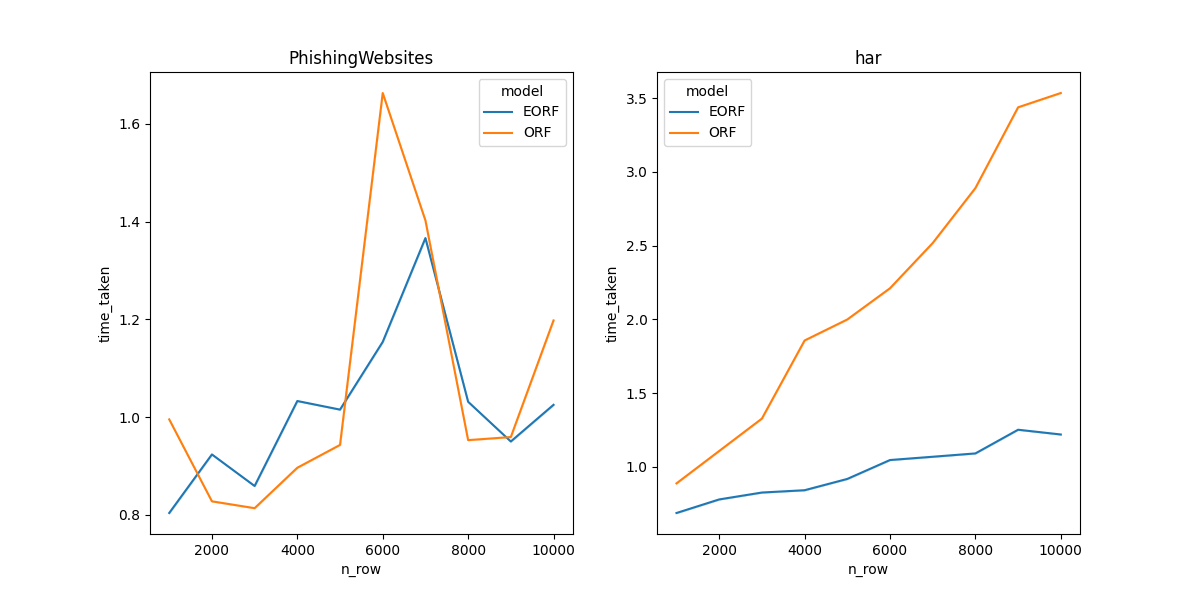 PhishingWebsites
model
EORF
ORF
time_taken
1.6
1.4
1.2
1.0
0.8
2000 4000 6000 8000 10000
n_row
har
model
EORF
ORF
time_taken
3.5
3.0
2.5
2.0
1.5
1.0
2000 4000 6000 8000 10000
n_row